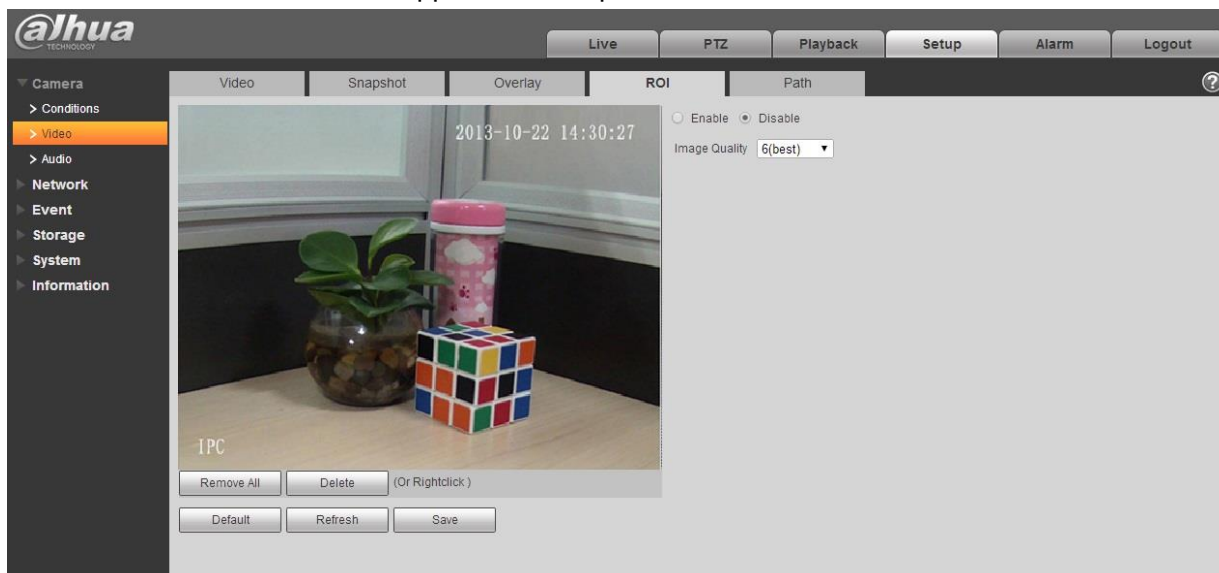 alhua
TECHNOLOGY
Live PTZ Playback Setup Alarm Logout
Camera
Conditions
Video
Audio
Network
Event
Storage
System
Information
Video Snapshot Overlay ROI Path
?
2013-10-22 14:30:27
IPC
Enable Disable
Image Quality 6(best)
Remove All Delete (Or Rightclick )
Default Refresh Save